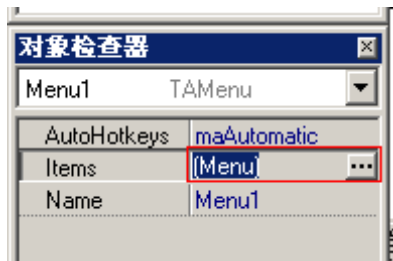 对象检查器
Menu1 TAMenu
AutoHotkeys maAutomatic
Items (Menu) ...
Name Menu1